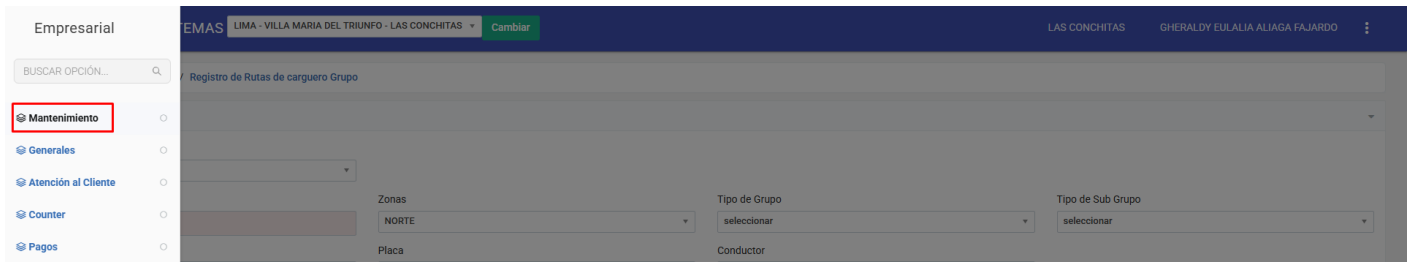 Empresarial
TEMAS LIMA - VILLA MARIA DEL TRIUNFO - LAS CONCHITAS Cambiar LAS CONCHITAS GHERALDY EULALIA ALIAGA FAJARDO
BUSCAR OPCIÓN...
/ Registro de Rutas de carguero Grupo
Mantenimiento
Generales
Atención al Cliente
Zonas Tipo de Grupo Tipo de Sub Grupo
Counter NORTE seleccionar seleccionar
Pagos Placa Conductor